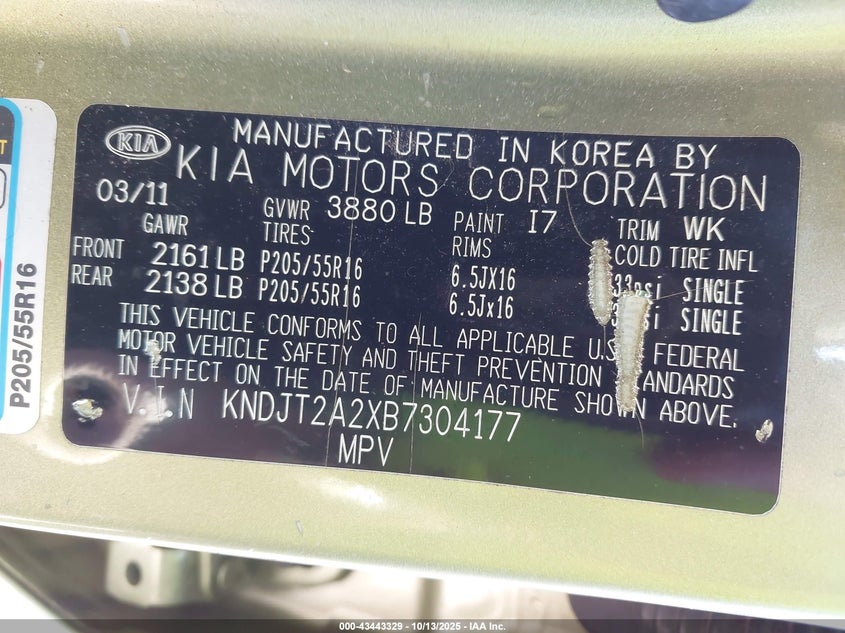 KIA
MANUFACTURED IN KOREA BY
KIA MOTORS CORPORATION
03/11
GAWR
GVWR 3880 LB
TIRES
PAINT I7
RIMS
TRIM WK
COLD TIRE INFL
FRONT 2161 LB P205/55R16 6.5JX16 33psi SINGLE
REAR 2138 LB P205/55R16 6.5Jx16 SINGLE
THIS VEHICLE CONFORMS TO ALL APPLICABLE U.S. FEDERAL
MOTOR VEHICLE SAFETY AND THEFT PREVENTION
IN EFFECT ON THE DATE OF MANUFACTURE SHOWN ABOVE.
V.I.N KNDJT2A2XB7304177
MPV
P205/55R16
000-43443329 - 10/13/2025 - IAA Inc.